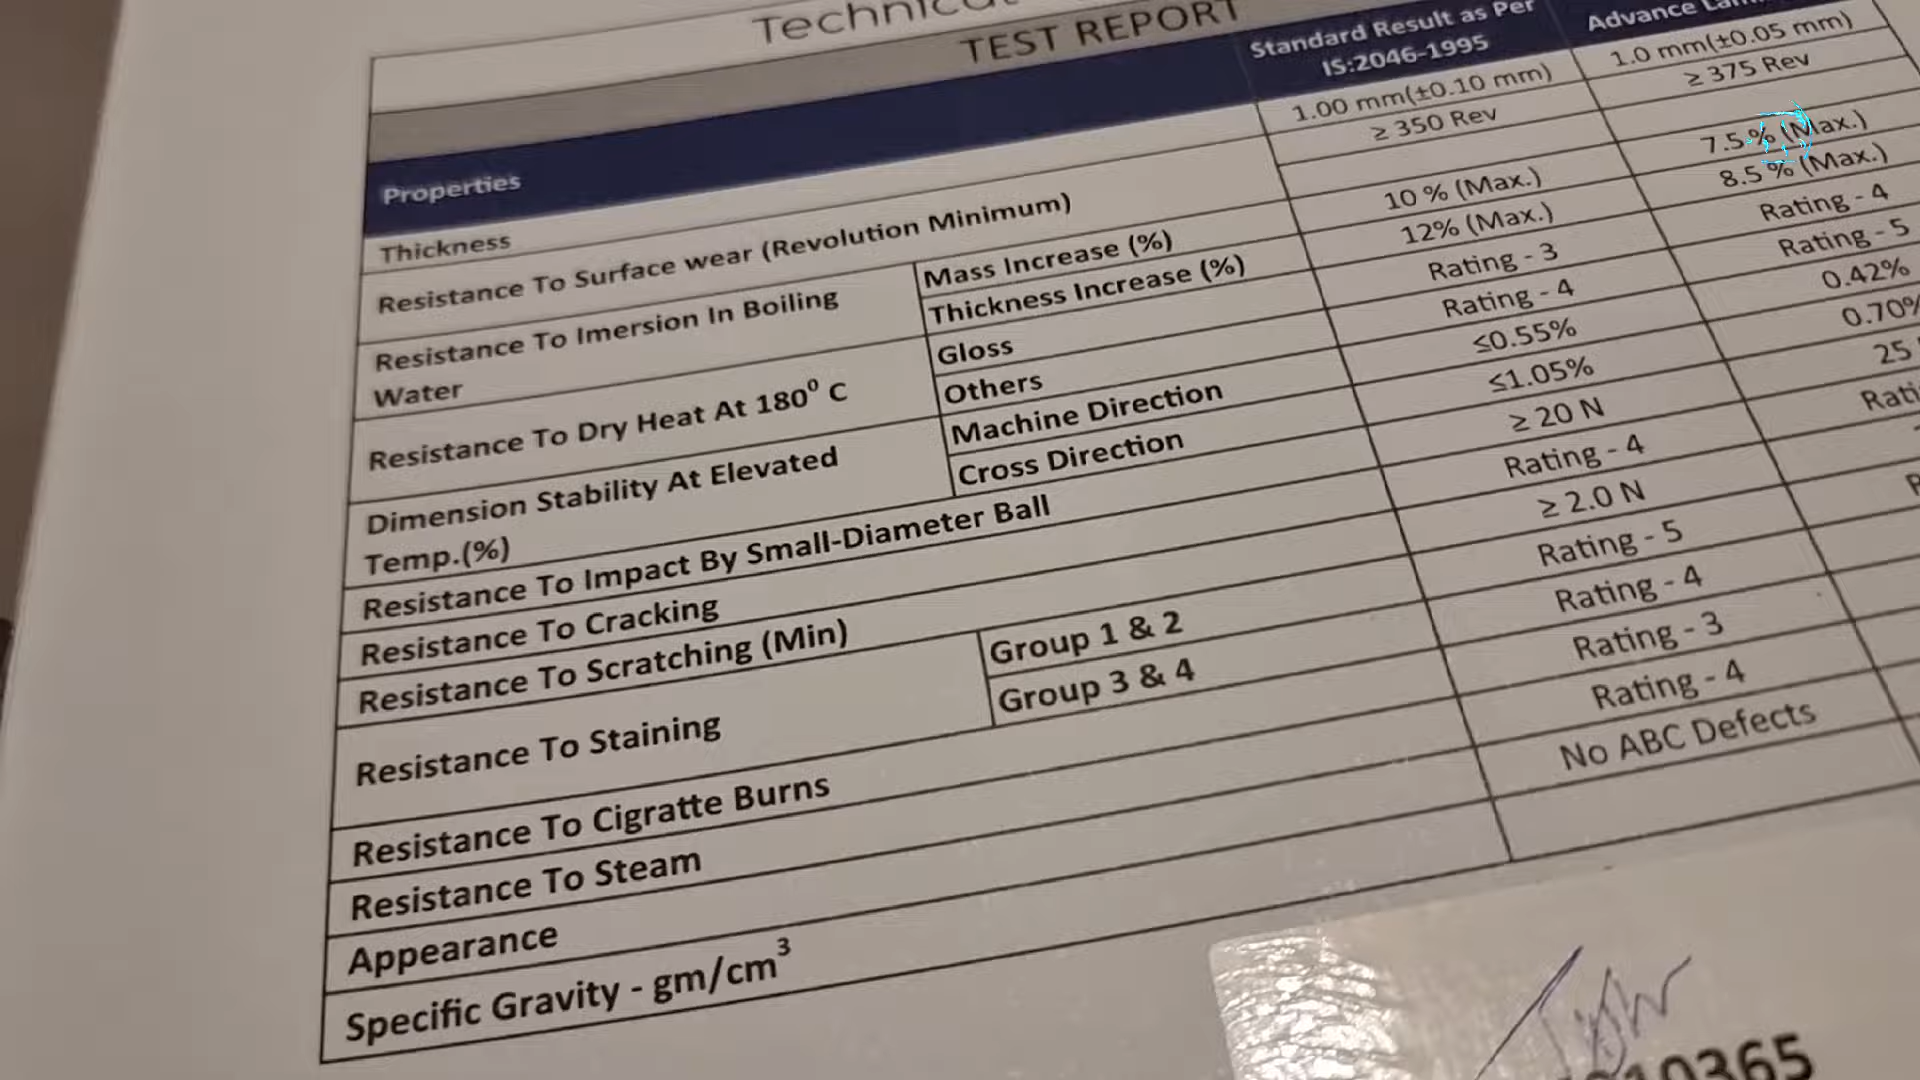 TEST REPORT
Properties Standard Result as Per IS:2046-1995 Advance
Thickness 1.00 mm(±0.10 mm) 1.0 mm(±0.05 mm)
Resistance To Surface wear (Revolution Minimum) ≥ 350 Rev ≥ 375 Rev
Resistance To Imersion In Boiling Water
Mass Increase (%) 10 % (Max.) 7.5 % (Max.)
Thickness Increase (%) 12% (Max.) 8.5 % (Max.)
Resistance To Dry Heat At 180⁰ C
Gloss Rating - 3 Rating - 4
Others Rating - 4 Rating - 5
Dimension Stability At Elevated Temp.(%)
Machine Direction ≤0.55% 0.42%
Cross Direction ≤1.05% 0.70%
Resistance To Impact By Small-Diameter Ball ≥ 20 N 25
Resistance To Cracking Rating - 4
Resistance To Scratching (Min) ≥ 2.0 N
Resistance To Staining
Group 1 & 2 Rating - 5
Group 3 & 4 Rating - 4
Resistance To Cigratte Burns Rating - 3
Resistance To Steam Rating - 4
Appearance No ABC Defects
Specific Gravity - gm/cm³